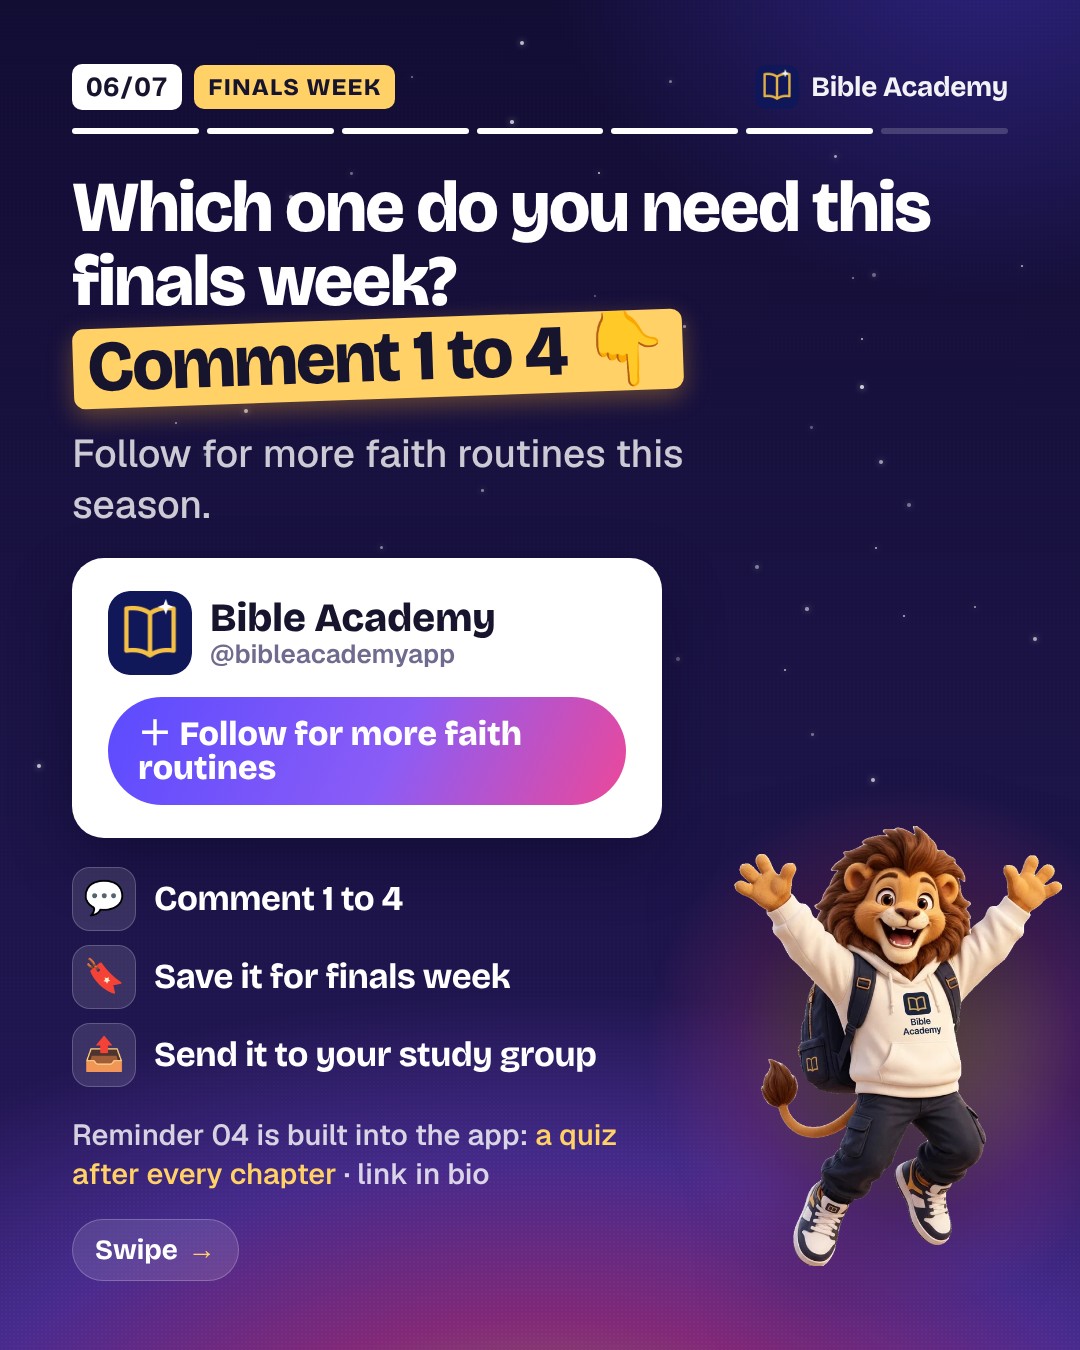 06/07 FINALS WEEK Bible Academy
Which one do you need this
finals week?
Comment 1 to 4 👇
Follow for more faith routines this
season.
Bible Academy
@bibleacademyapp
+ Follow for more faith
routines
💬 Comment 1 to 4
🔖 Save it for finals week
📤 Send it to your study group
Bible
Academy
Reminder 04 is built into the app: a quiz
after every chapter · link in bio
Swipe →